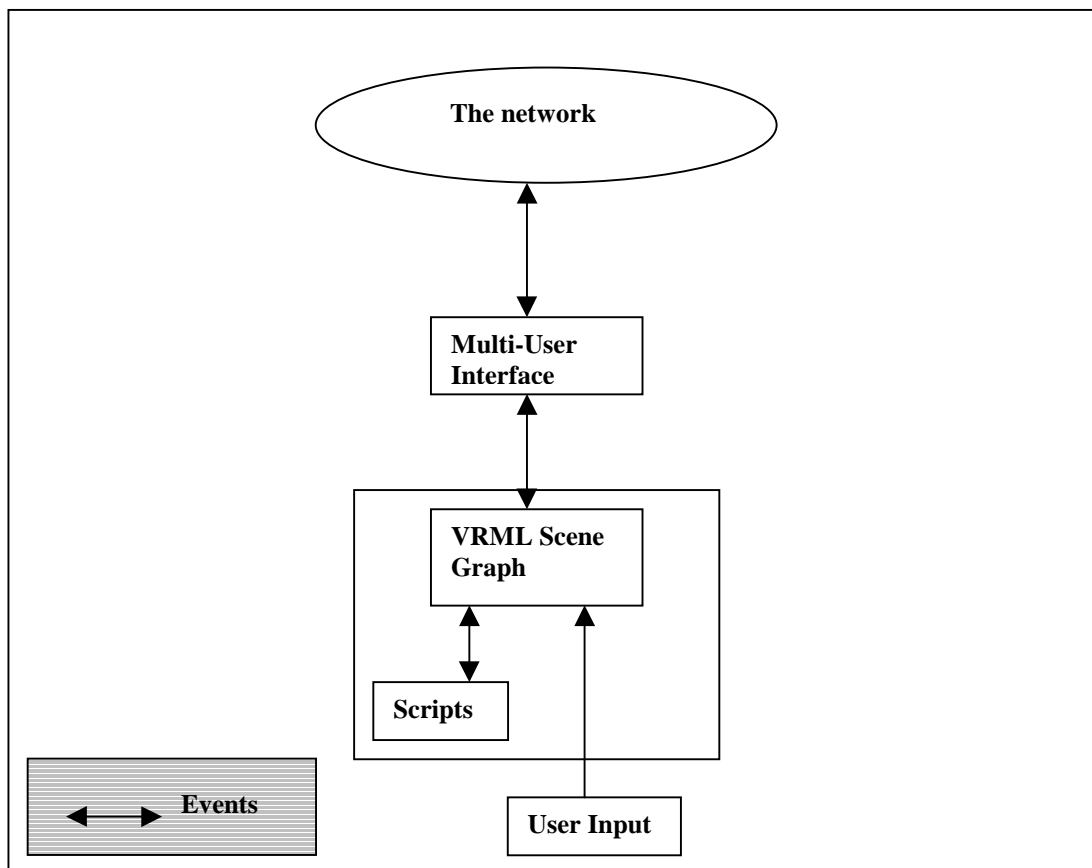 The network
Multi-User
Interface
VRML Scene
Graph
Scripts
Events
User Input